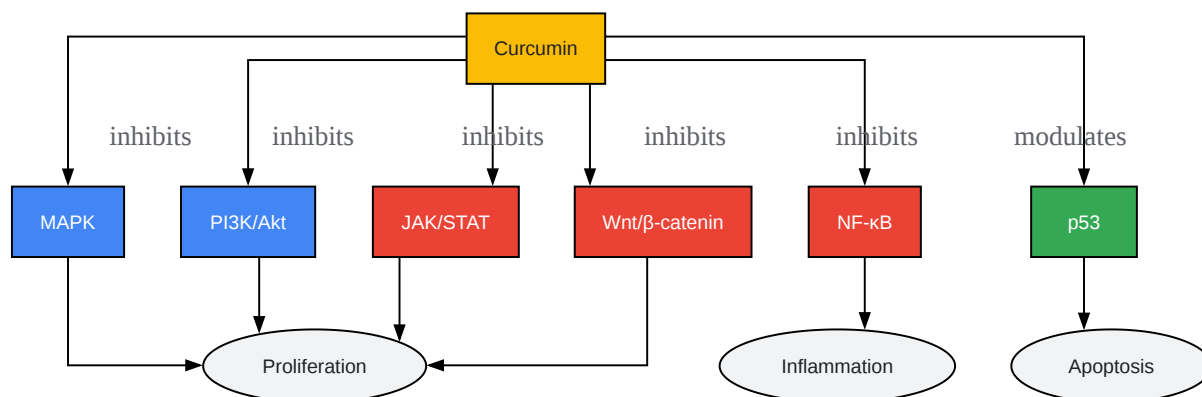 Curcumin
inhibits
inhibits
inhibits
inhibits
inhibits
modulates
MAPK
PI3K/Akt
JAK/STAT
Wnt/β-catenin
NF-κB
p53
Proliferation
Inflammation
Apoptosis